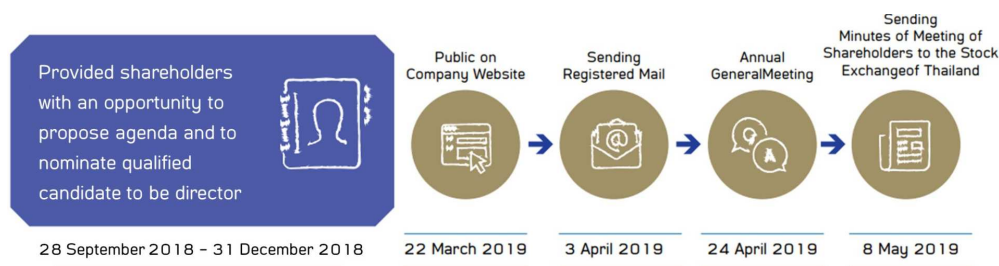 Provided shareholders
with an opportunity to
propose agenda and to
nominate qualified
candidate to be director
28 September 2018 – 31 December 2018
Public on
Company Website
22 March 2019
Sending
Registered Mail
@
3 April 2019
Annual
GeneralMeeting
Q
A
24 April 2019
Sending
Minutes of Meeting of
Shareholders to the Stock
Exchangeof Thailand
8 May 2019